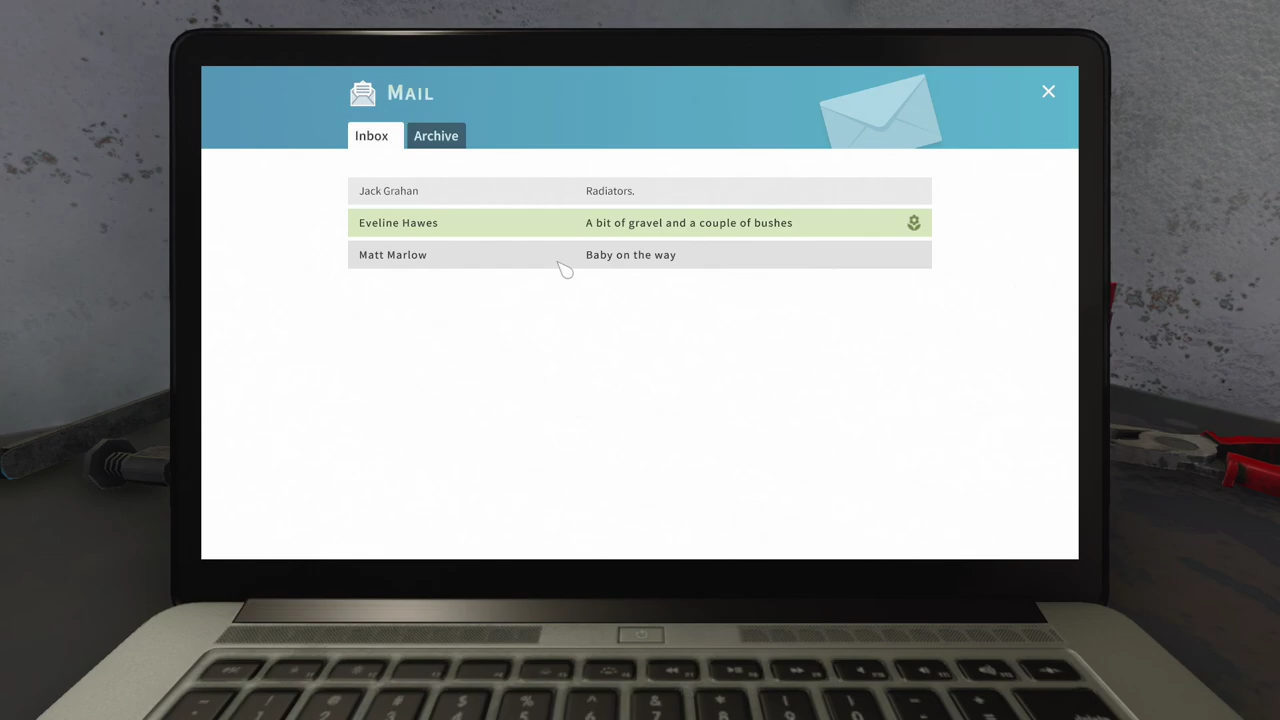 MAIL
Inbox
Archive
Jack Grahan Radiators.
Eveline Hawes A bit of gravel and a couple of bushes
Matt Marlow Baby on the way